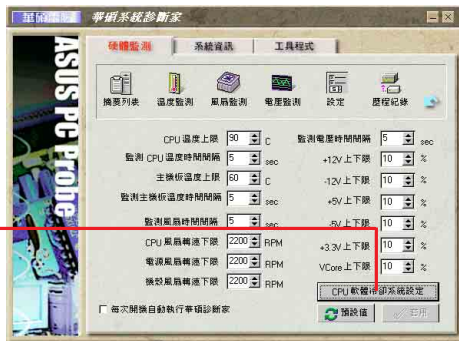 華碩電腦 華碩系統診斷家
硬體監測 系統資訊 工具程式
ASUS PC Probe
摘要列表 溫度監測 風扇監測 電壓監測 設定 歷程紀錄
CPU 溫度上限 90 C 監測電壓時間間隔 5 sec
監測 CPU 溫度時間間隔 5 sec +12V 上下限 10 %
主機板溫度上限 60 C -12V 上下限 10 %
監測主機板溫度時間間隔 5 sec +5V 上下限 10 %
監測風扇時間間隔 5 sec -5V 上下限 10 %
CPU 風扇轉速下限 2200 RPM +3.3V 上下限 10 %
電源風扇轉速下限 2200 RPM VCore 上下限 10 %
機殼風扇轉速下限 2200 RPM CPU 軟體冷卻系統設定
每次開機自動執行華碩診斷家 預設值 套用